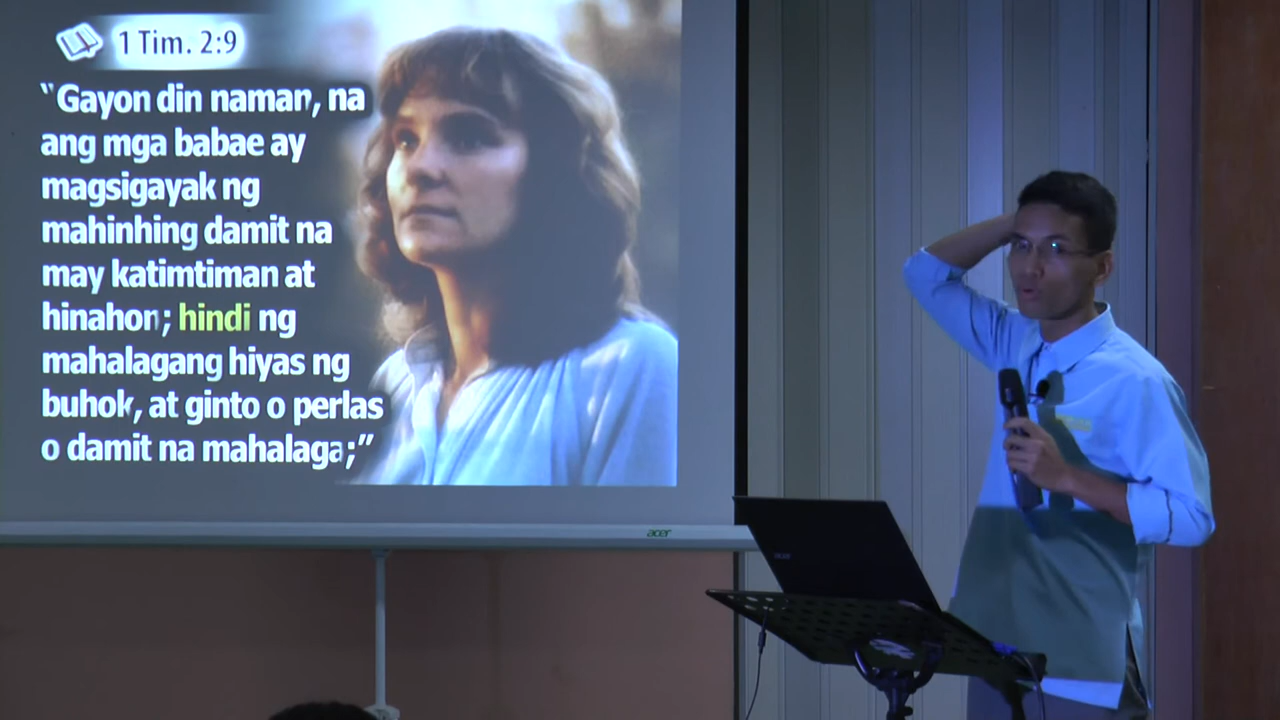 1 Tim. 2:9
“Gayon din naman, na
ang mga babae ay
magsigayak ng
mahinhing damit na
may katimtiman at
hinahon; hindi ng
mahalagang hiyas ng
buhok, at ginto o perlas
o damit na mahalaga;”
acer